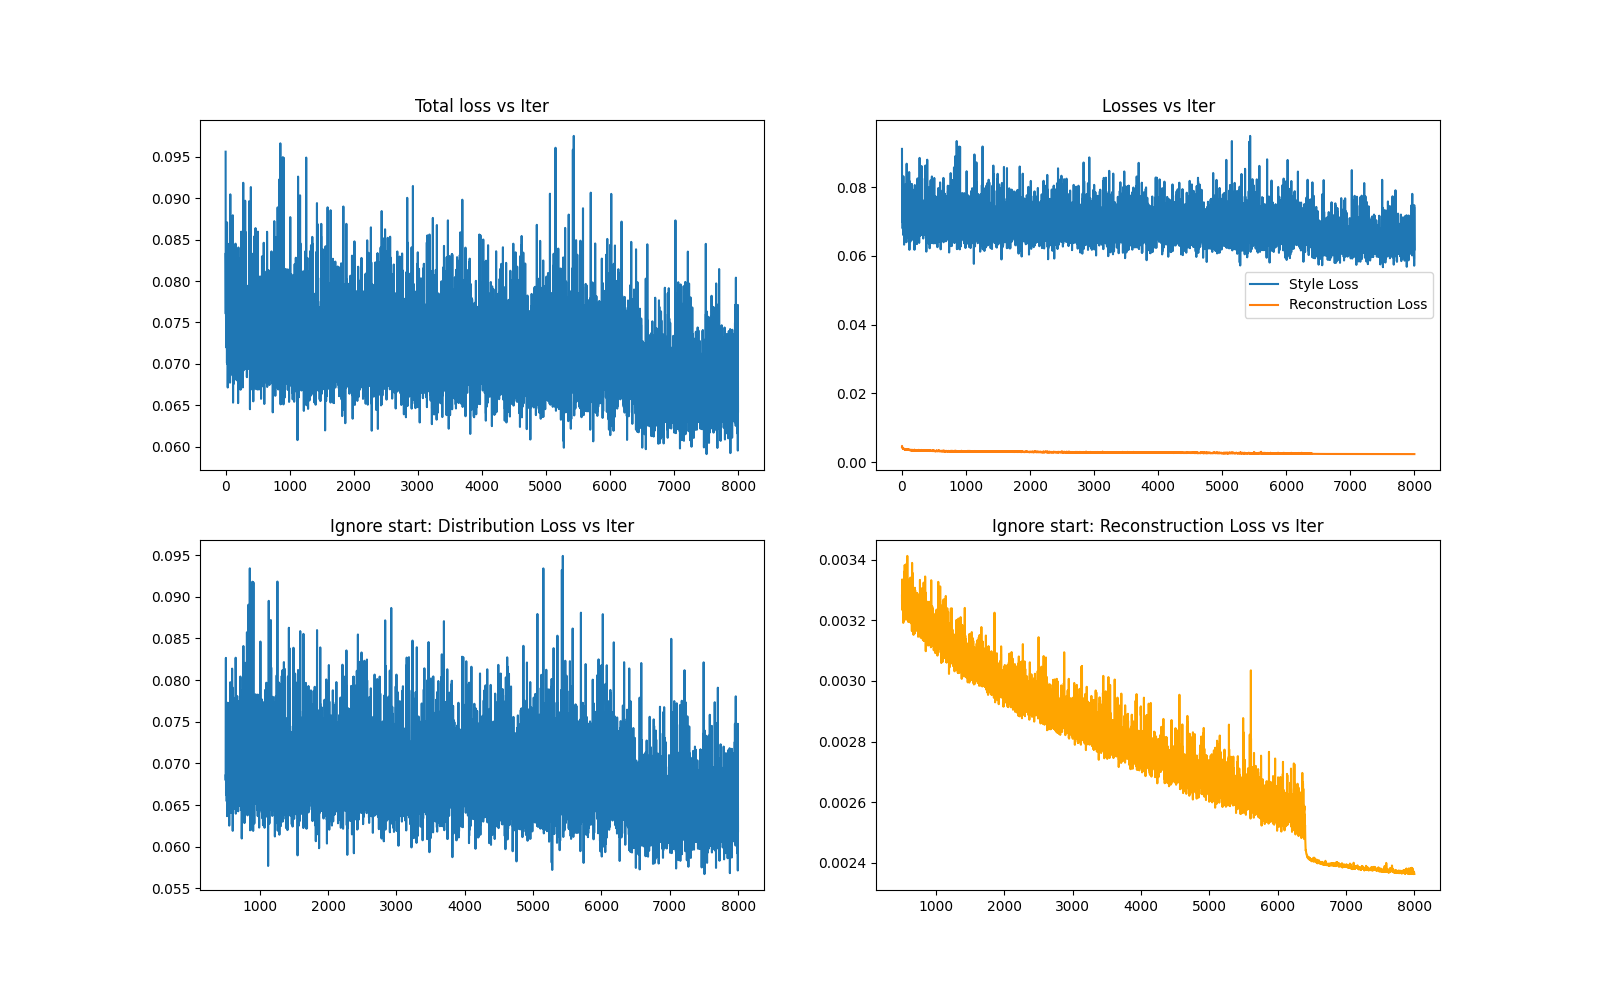 Total loss vs Iter
0.095
0.090
0.085
0.080
0.075
0.070
0.065
0.060
0 1000 2000 3000 4000 5000 6000 7000 8000
Losses vs Iter
0.08
0.06
0.04
0.02
0.00
Style Loss
Reconstruction Loss
0 1000 2000 3000 4000 5000 6000 7000 8000
Ignore start: Distribution Loss vs Iter
0.095
0.090
0.085
0.080
0.075
0.070
0.065
0.060
0.055
1000 2000 3000 4000 5000 6000 7000 8000
Ignore start: Reconstruction Loss vs Iter
0.0034
0.0032
0.0030
0.0028
0.0026
0.0024
1000 2000 3000 4000 5000 6000 7000 8000